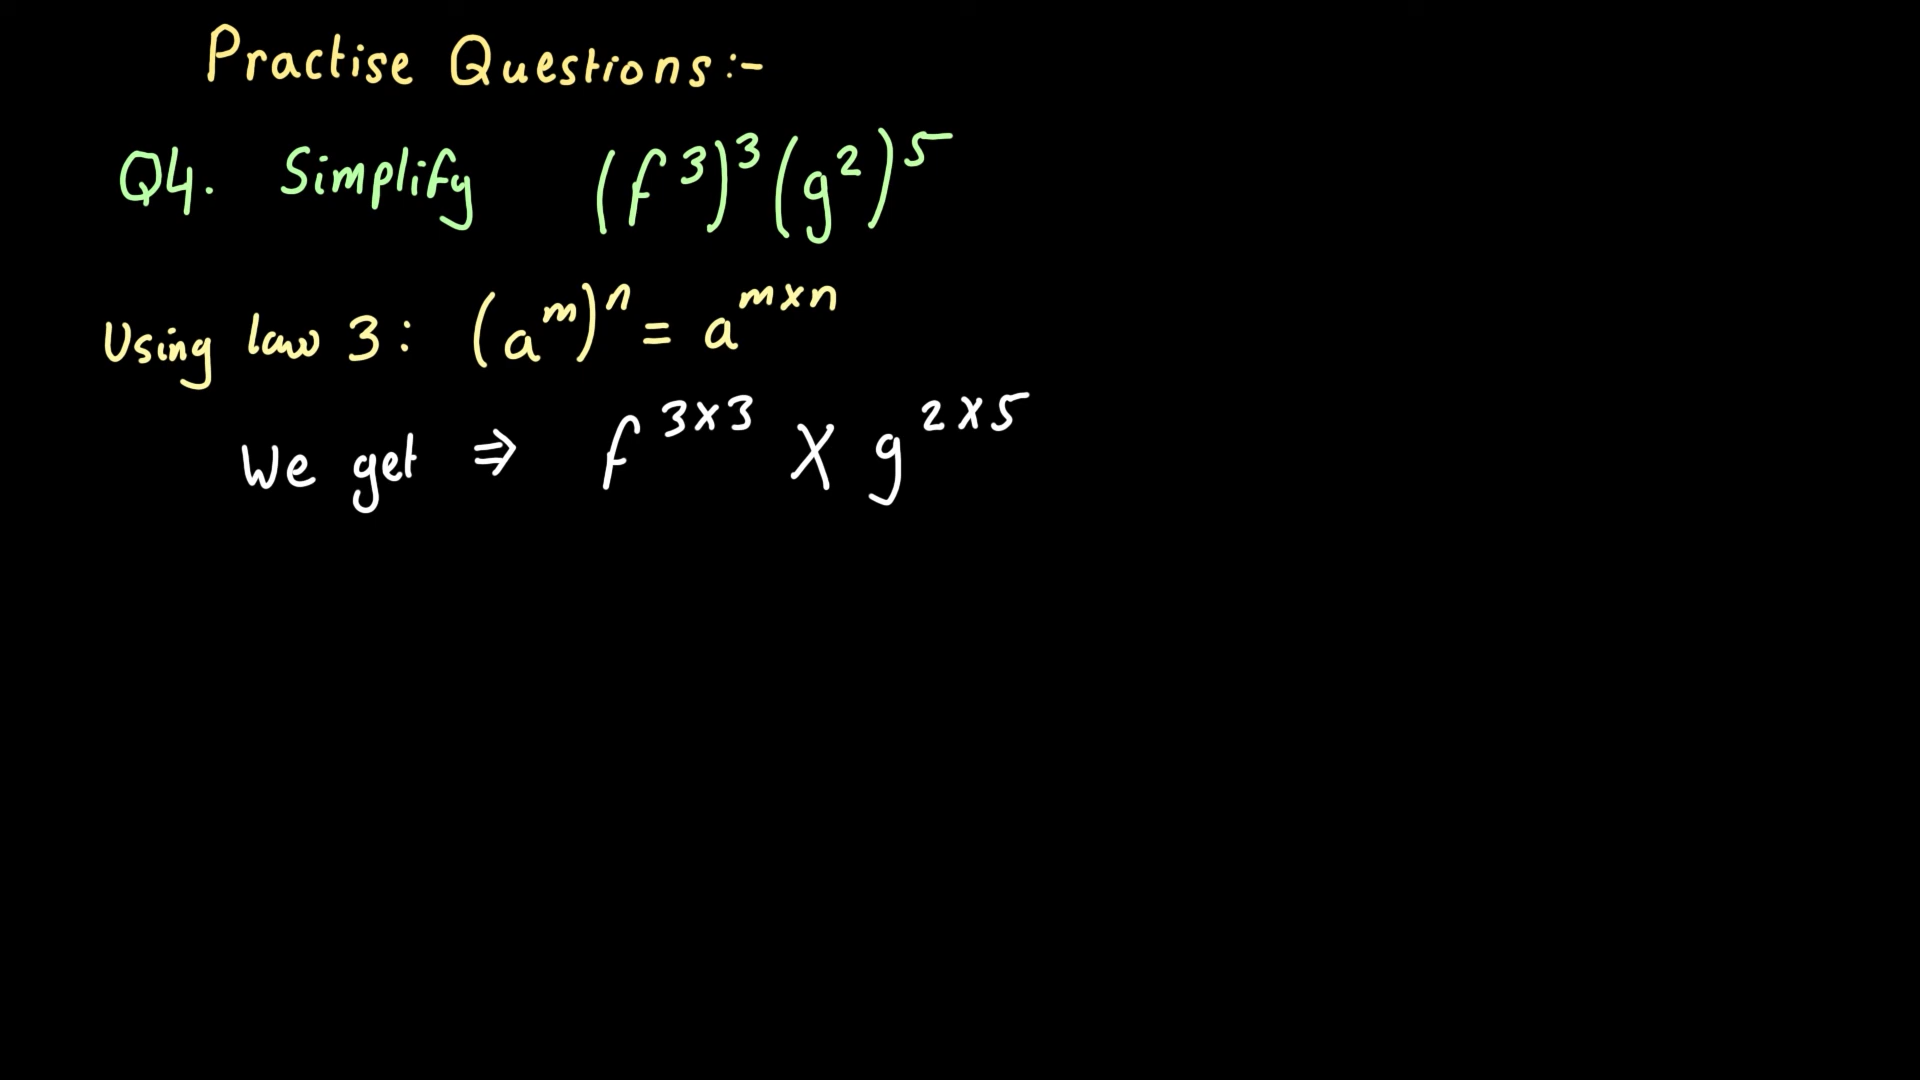 Practise Questions:-
Q4. Simplify (f³)³(g²)⁵
Using law 3: (aᵐ)ⁿ = aᵐˣⁿ
We get ⇒ f³ˣ³ × g²ˣ⁵